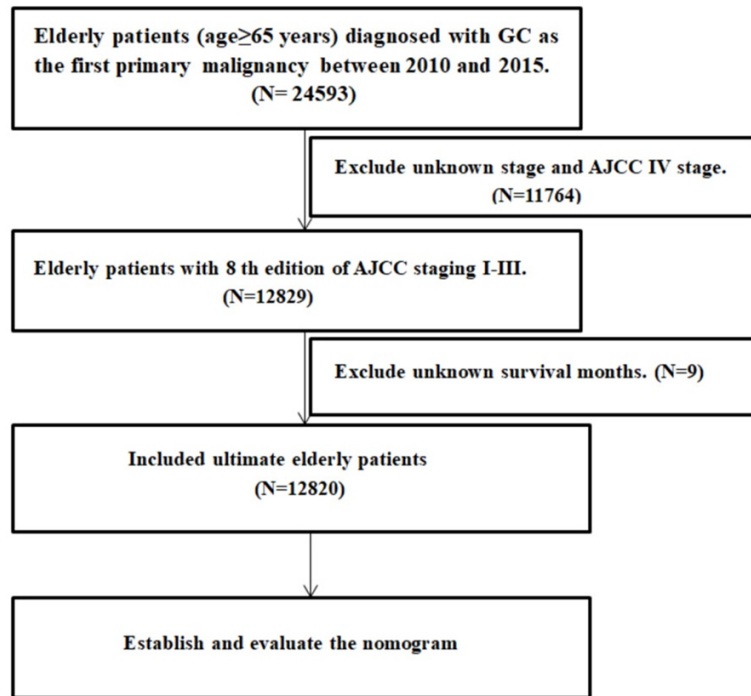 Elderly patients (age≥65 years) diagnosed with GC as
the first primary malignancy between 2010 and 2015.
(N= 24593)
Exclude unknown stage and AJCC IV stage.
(N=11764)
Elderly patients with 8 th edition of AJCC staging I-III.
(N=12829)
Exclude unknown survival months. (N=9)
Included ultimate elderly patients
(N=12820)
Establish and evaluate the nomogram